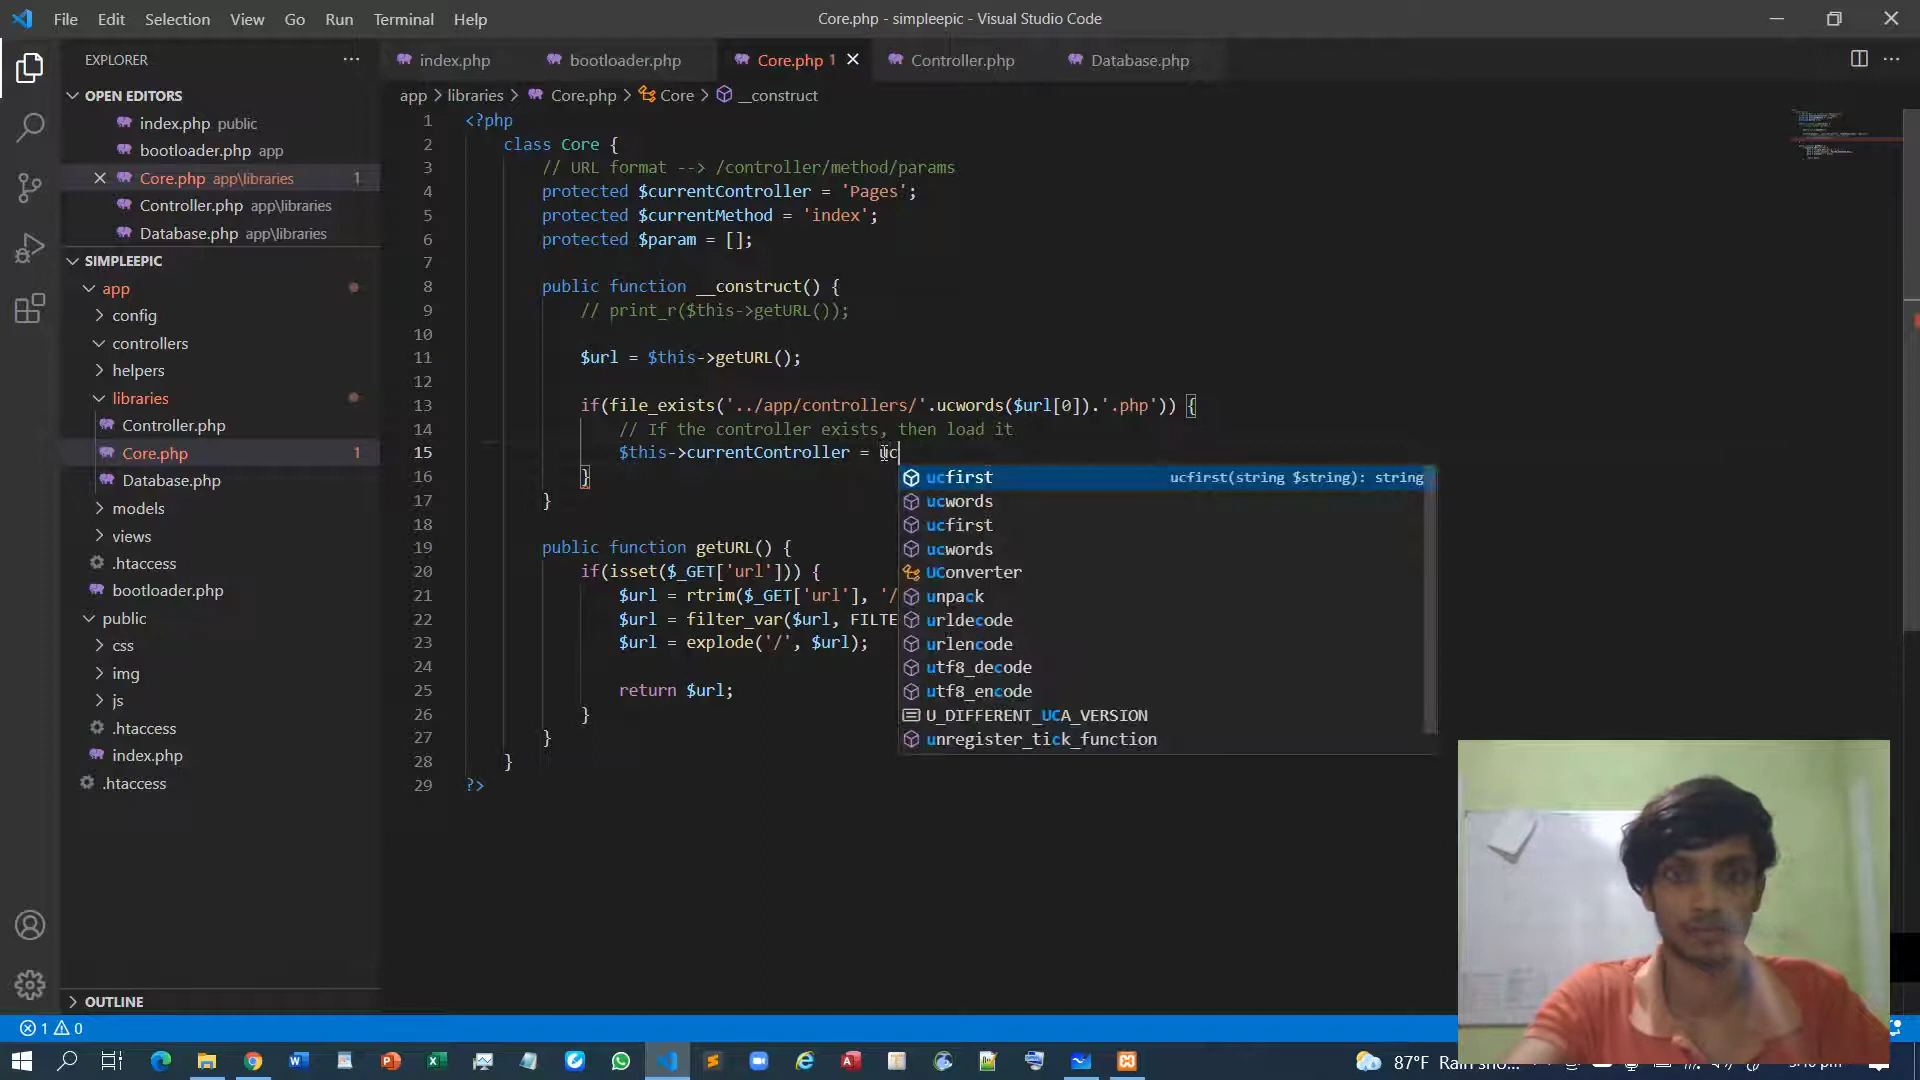 File Edit Selection View Go Run Terminal Help
Core.php - simpleepic - Visual Studio Code
EXPLORER
index.php
bootloader.php
Core.php 1
Controller.php
Database.php
OPEN EDITORS
index.php public
bootloader.php app
Core.php app\libraries 1
Controller.php app\libraries
Database.php app\libraries
SIMPLEEPIC
app
config
controllers
helpers
libraries
Controller.php
Core.php 1
Database.php
models
views
.htaccess
bootloader.php
public
css
img
js
.htaccess
index.php
.htaccess
OUTLINE
app > libraries > Core.php > Core > __construct
1 <?php
2 class Core {
3 // URL format --> /controller/method/params
4 protected $currentController = 'Pages';
5 protected $currentMethod = 'index';
6 protected $param = [];
7
8 public function __construct() {
9 // print_r($this->getURL());
10
11 $url = $this->getURL();
12
13 if(file_exists('../app/controllers/'.ucwords($url[0]).'.php')) {
14 // If the controller exists, then load it
15 $this->currentController = uc
16 }
17 }
18
19 public function getURL() {
20 if(isset($_GET['url'])) {
21 $url = rtrim($_GET['url'], '/
22 $url = filter_var($url, FILTE
23 $url = explode('/', $url);
24
25 return $url;
26 }
27 }
28 }
29 ?>
ucfirst ucfirst(string $string): string
ucwords
ucfirst
ucwords
UConverter
unpack
urldecode
urlencode
utf8_decode
utf8_encode
U_DIFFERENT_UCA_VERSION
unregister_tick_function
1 0
87°F